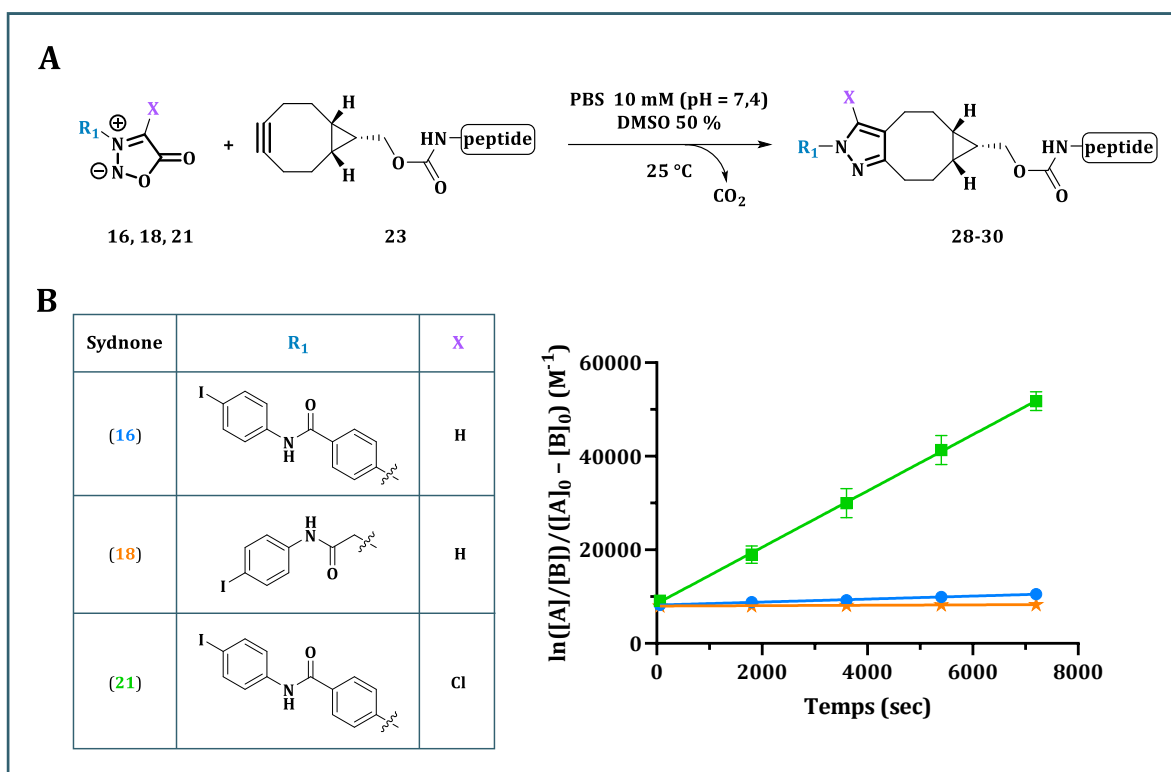 A
X
R₁
N
⊕
O
⊖
N
O
+
H
H
O
HN
peptide
O
PBS 10 mM (pH = 7,4)
DMSO 50 %
25 °C
CO₂
X
R₁
N
N
H
H
O
HN
peptide
O
16, 18, 21
23
28-30
B
Sydnone R₁ X
(16) I O N H H
(18) H N O I H
(21) I O N H Cl
ln([A]/[B])/([A]₀ − [B]₀) (M⁻¹)
60000
40000
20000
0
0 2000 4000 6000 8000
Temps (sec)